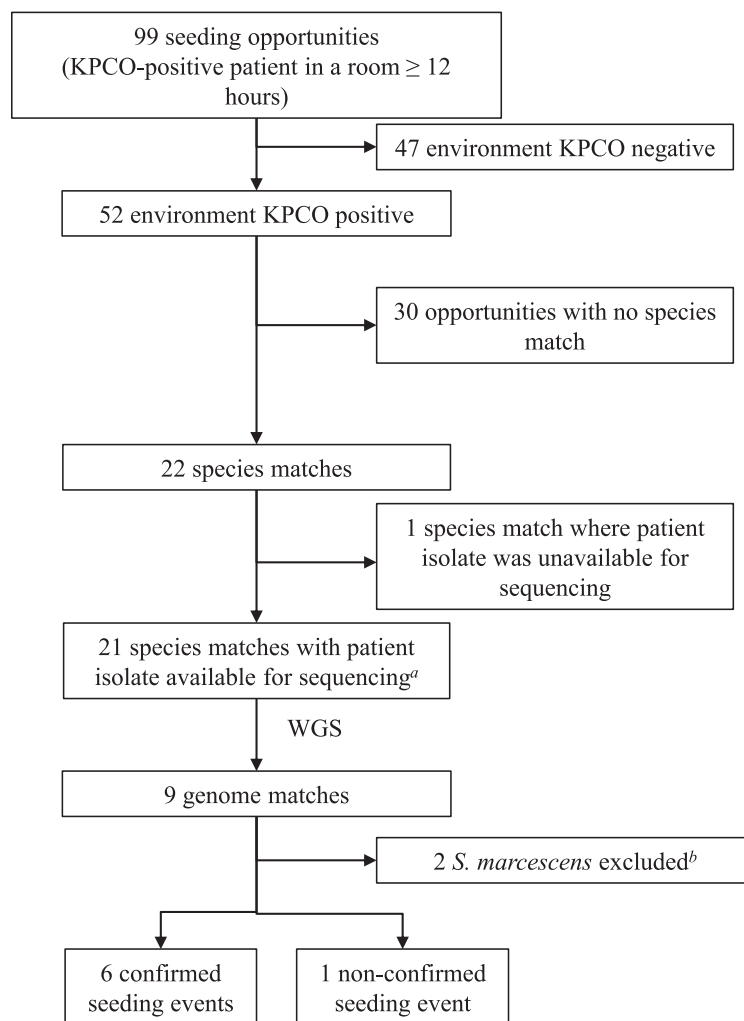 99 seeding opportunities
(KPCO-positive patient in a room ≥ 12
hours)
47 environment KPCO negative
52 environment KPCO positive
30 opportunities with no species
match
22 species matches
1 species match where patient
isolate was unavailable for
sequencing
21 species matches with patient
isolate available for sequencingᵃ
WGS
9 genome matches
2 S. marcescens excludedᵇ
6 confirmed
seeding events
1 non-confirmed
seeding event